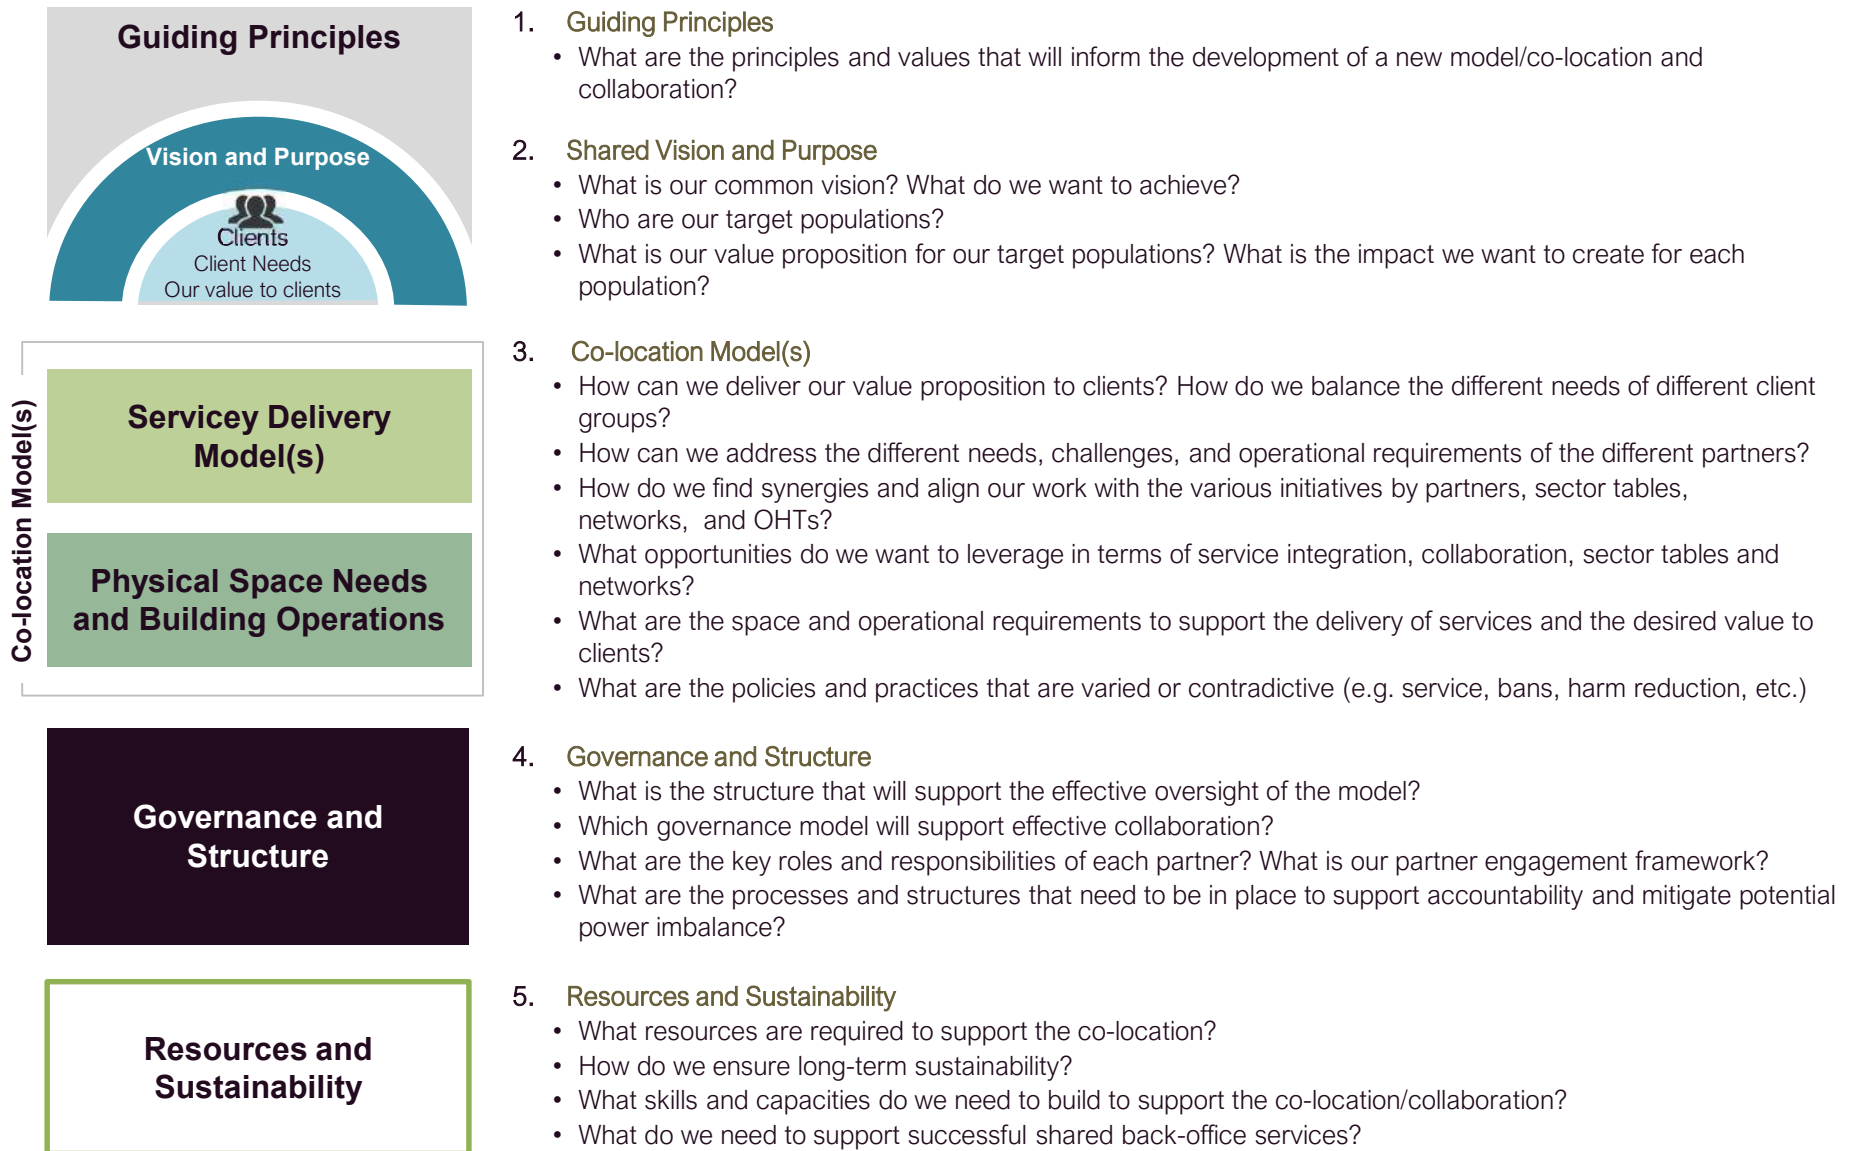 Guiding Principles
Vision and Purpose
Clients
Client Needs
Our value to clients
Co-location Model(s)
Servicey Delivery
Model(s)
Physical Space Needs
and Building Operations
Governance and
Structure
Resources and
Sustainability
1. Guiding Principles
• What are the principles and values that will inform the development of a new model/co-location and
collaboration?
2. Shared Vision and Purpose
• What is our common vision? What do we want to achieve?
• Who are our target populations?
• What is our value proposition for our target populations? What is the impact we want to create for each
population?
3. Co-location Model(s)
• How can we deliver our value proposition to clients? How do we balance the different needs of different client
groups?
• How can we address the different needs, challenges, and operational requirements of the different partners?
• How do we find synergies and align our work with the various initiatives by partners, sector tables,
networks, and OHTs?
• What opportunities do we want to leverage in terms of service integration, collaboration, sector tables and
networks?
• What are the space and operational requirements to support the delivery of services and the desired value to
clients?
• What are the policies and practices that are varied or contradictive (e.g. service, bans, harm reduction, etc.)
4. Governance and Structure
• What is the structure that will support the effective oversight of the model?
• Which governance model will support effective collaboration?
• What are the key roles and responsibilities of each partner? What is our partner engagement framework?
• What are the processes and structures that need to be in place to support accountability and mitigate potential
power imbalance?
5. Resources and Sustainability
• What resources are required to support the co-location?
• How do we ensure long-term sustainability?
• What skills and capacities do we need to build to support the co-location/collaboration?
• What do we need to support successful shared back-office services?